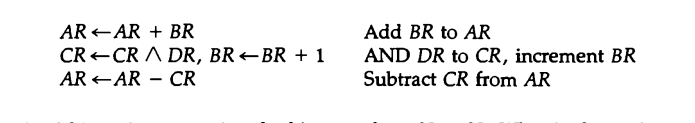 AR ← AR + BR Add BR to AR
CR ← CR ∧ DR, BR ← BR + 1 AND DR to CR, increment BR
AR ← AR − CR Subtract CR from AR